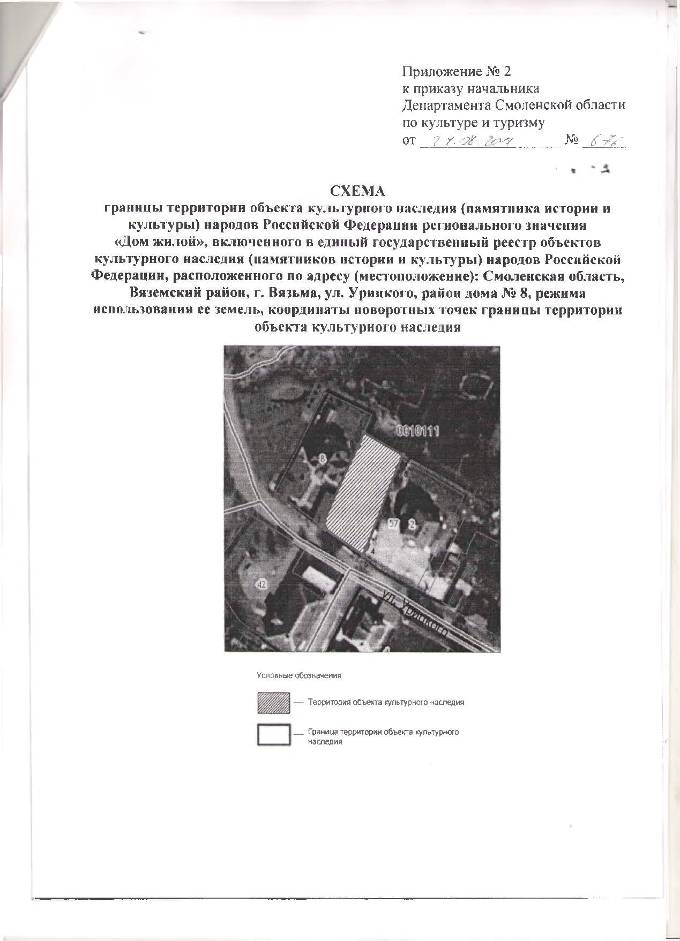 Приложение № 2
к приказу начальника
Департамента Смоленской области
по культуре и туризму
от №
СХЕМА
границы территории объекта культурного наследия (памятника истории и
культуры) народов Российской Федерации регионального значения
«Дом жилой», включенного в единый государственный реестр объектов
культурного наследия (памятников истории и культуры) народов Российской
Федерации, расположенного по адресу (местоположение): Смоленская область,
Вяземский район, г. Вязьма, ул. Урицкого, район дома № 8, режима
использования ее земель, координаты поворотных точек границы территории
объекта культурного наследия
0010111
8
57 2
4
42
ул. Урицкого
Условные обозначения
— Территория объекта культурного наследия
— Граница территории объекта культурного
наследия